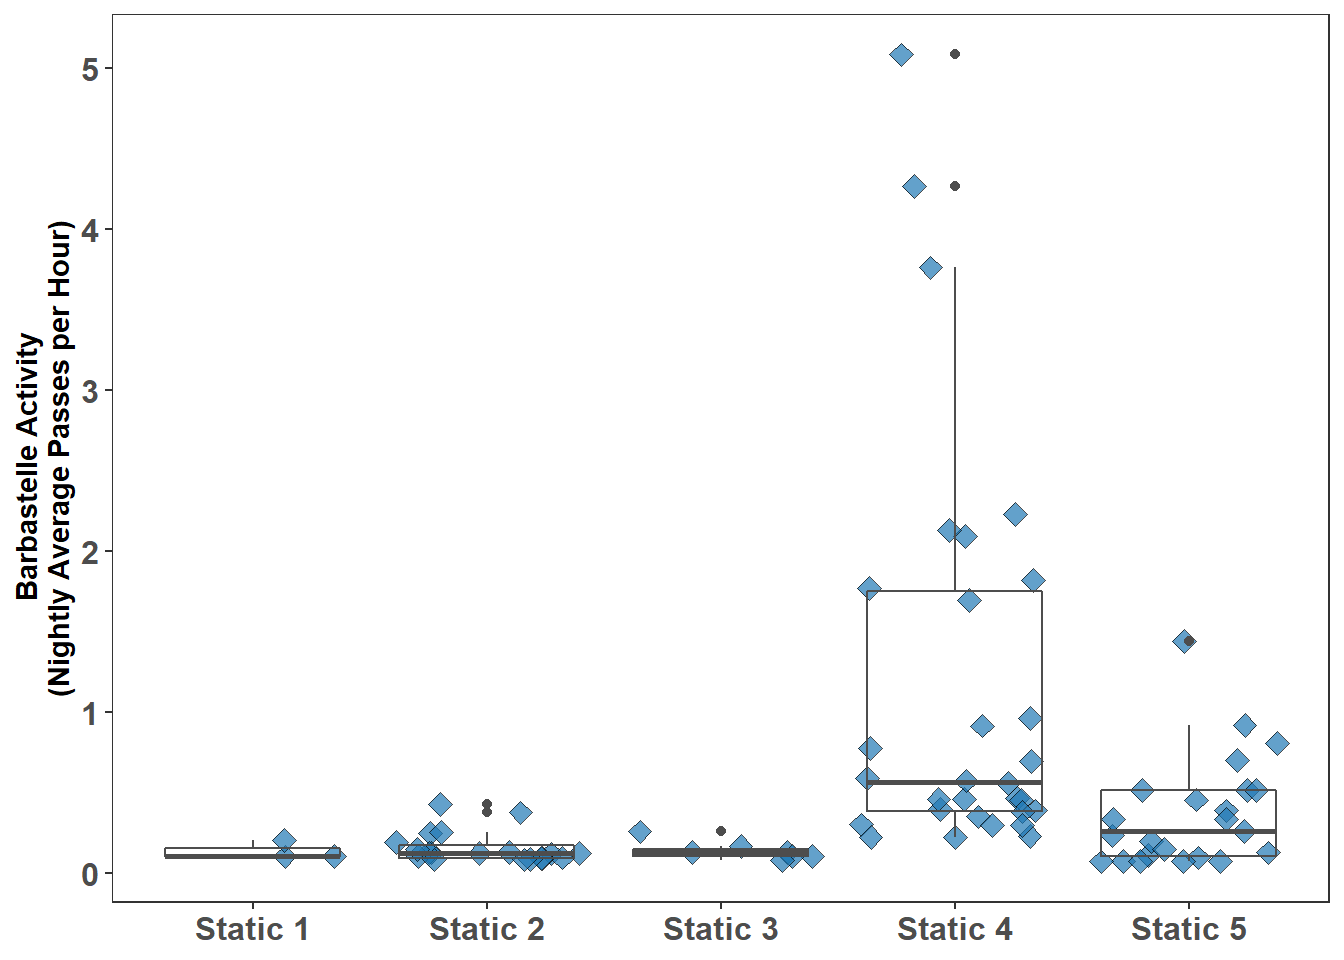 Barbastelle Activity
(Nightly Average Passes per Hour)
5
4
3
2
1
0
Static 1
Static 2
Static 3
Static 4
Static 5